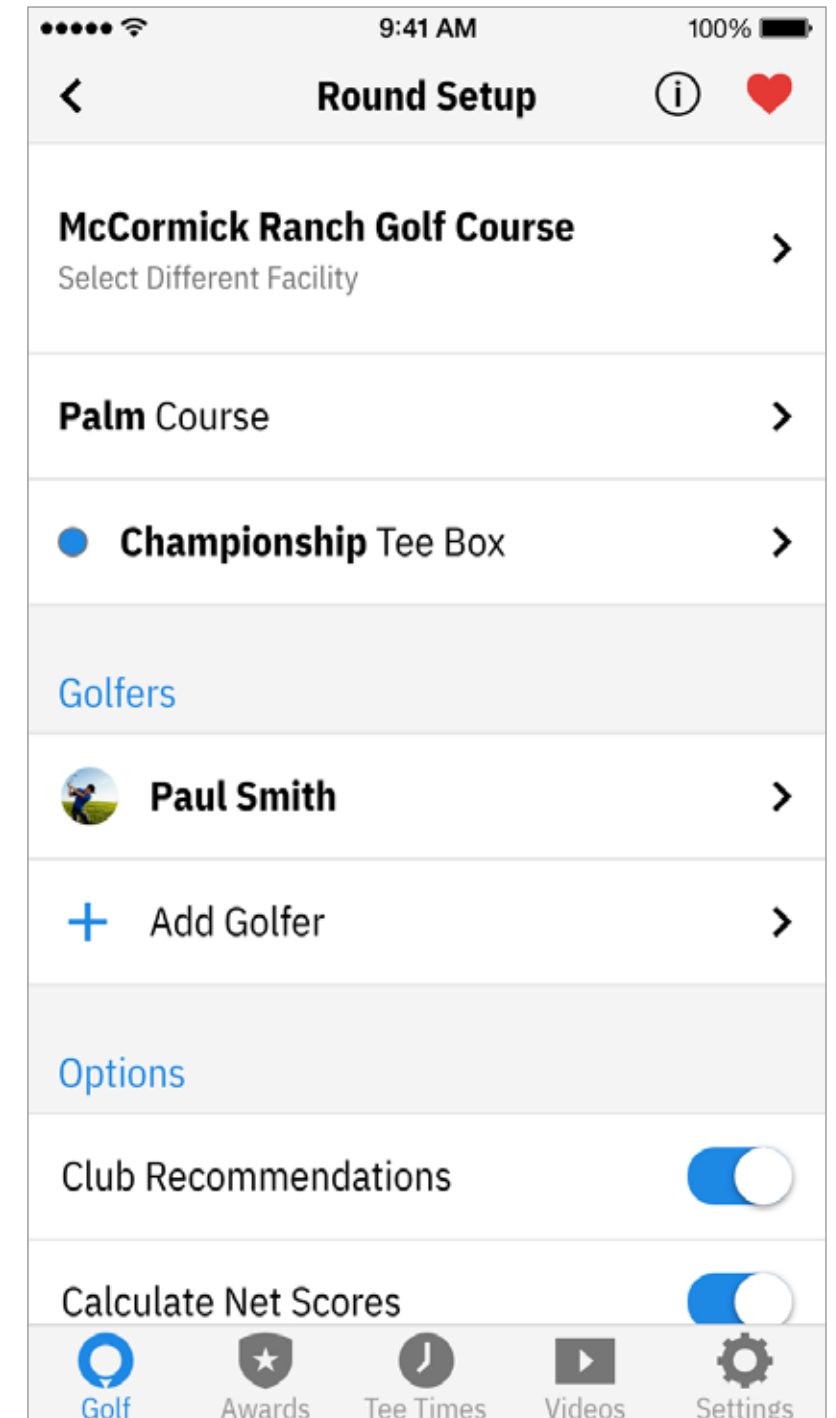 9:41 AM 100%
Round Setup
McCormick Ranch Golf Course
Select Different Facility
Palm Course
Championship Tee Box
Golfers
Paul Smith
Add Golfer
Options
Club Recommendations
Calculate Net Scores
Golf Awards Tee Times Videos Settings